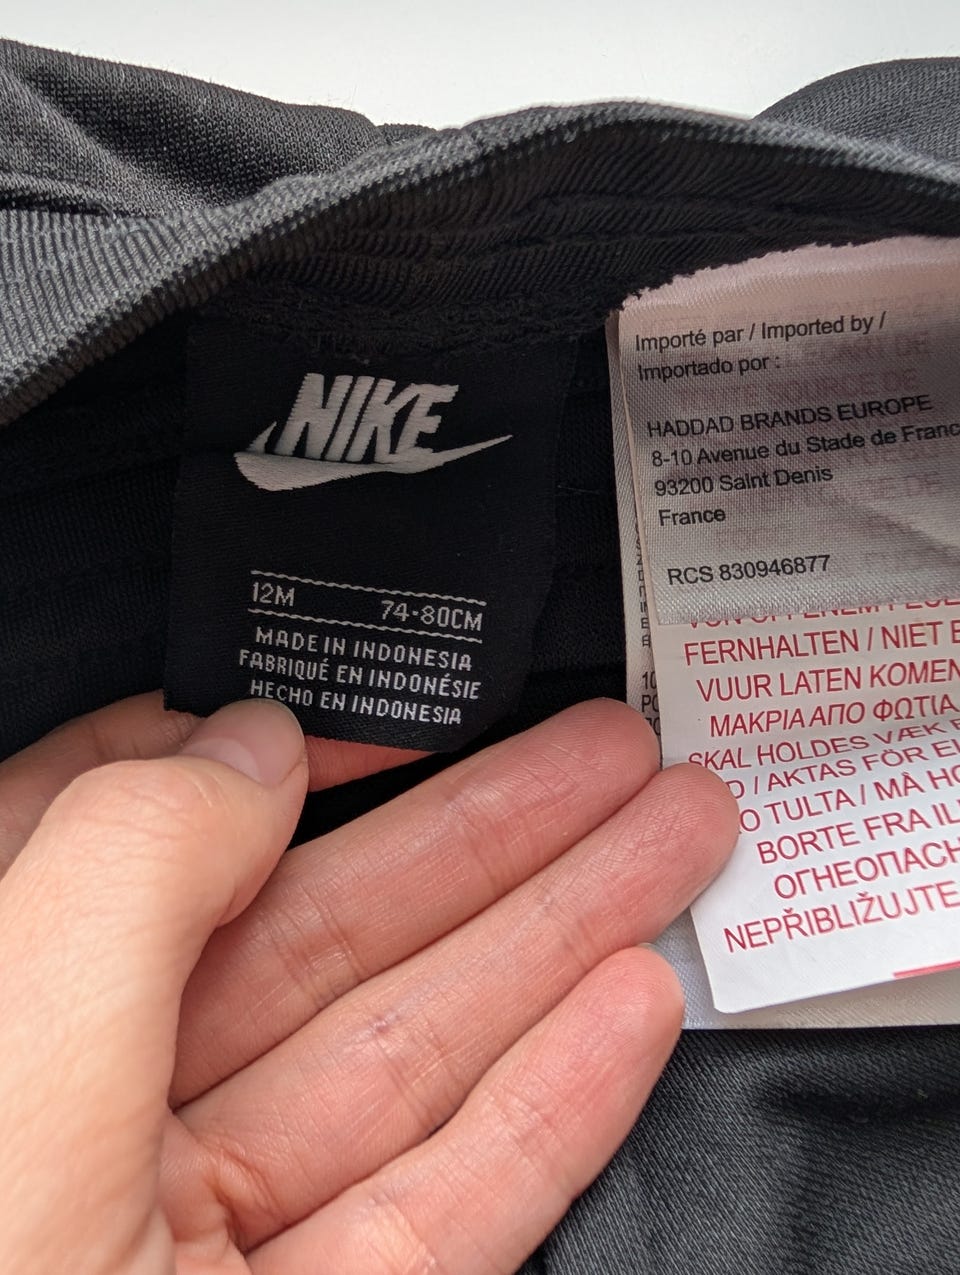 NIKE
12M 74-80CM
MADE IN INDONESIA
FABRIQUÉ EN INDONÉSIE
HECHO EN INDONESIA
Importé par / Imported by /
Importado por :
HADDAD BRANDS EUROPE
8-10 Avenue du Stade de Franc
93200 Saint Denis
France
RCS 830946877
FERNHALTEN / NIET
VUUR LATEN KOMEN
ΜΑΚΡΙΑ ΑΠΟ ΦΩΤΙΑ
SKAL HOLDES VÆK
/ AKTAS FÖR
TULTA / MÅ
BORTE FRA
ОГНЕОПАСН
NEPŘIBLIŽUJTE